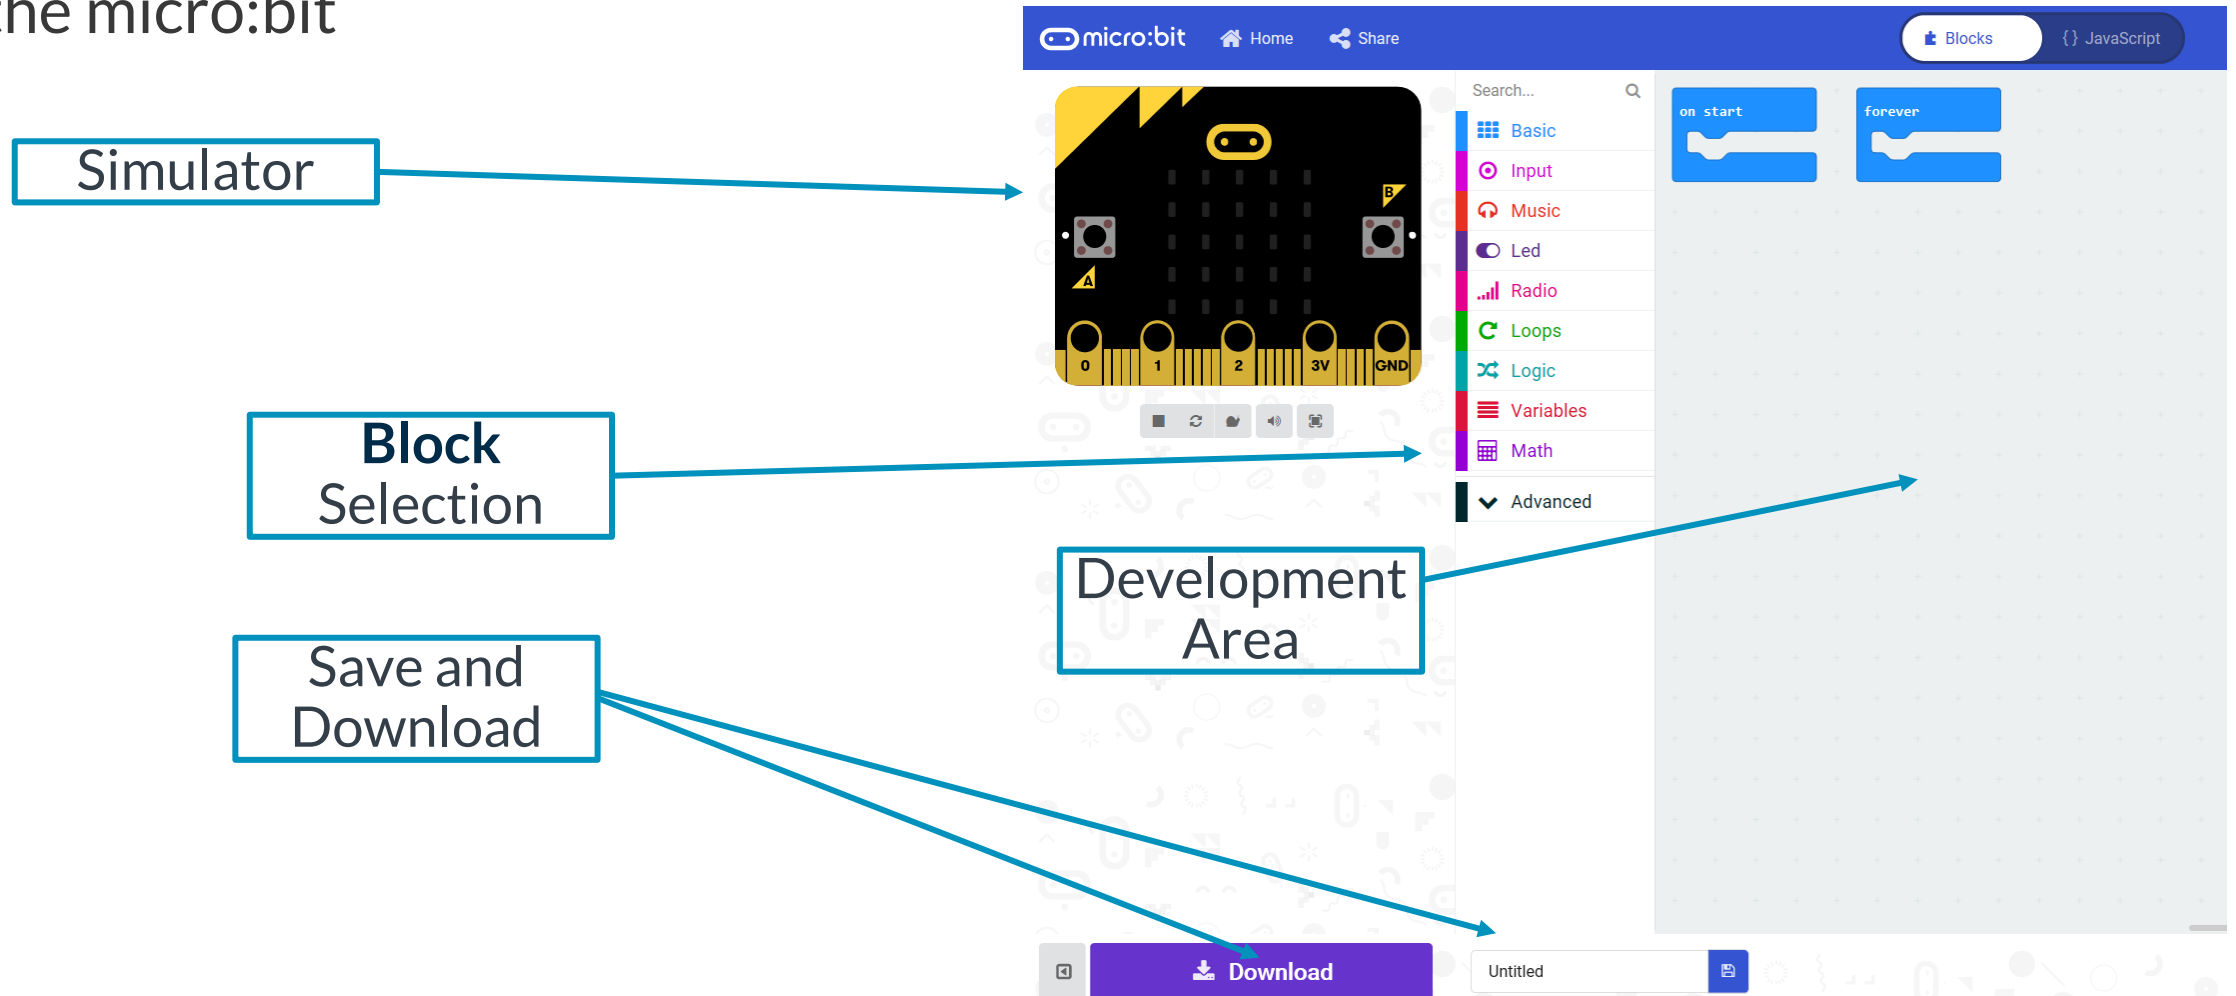 the micro:bit
micro:bit Home Share Blocks {} JavaScript
Simulator
Block
Selection
Save and
Download
Development
Area
B
A
0 1 2 3V GND
Search...
Basic
Input
Music
Led
Radio
Loops
Logic
Variables
Math
Advanced
on start
forever
Download
Untitled